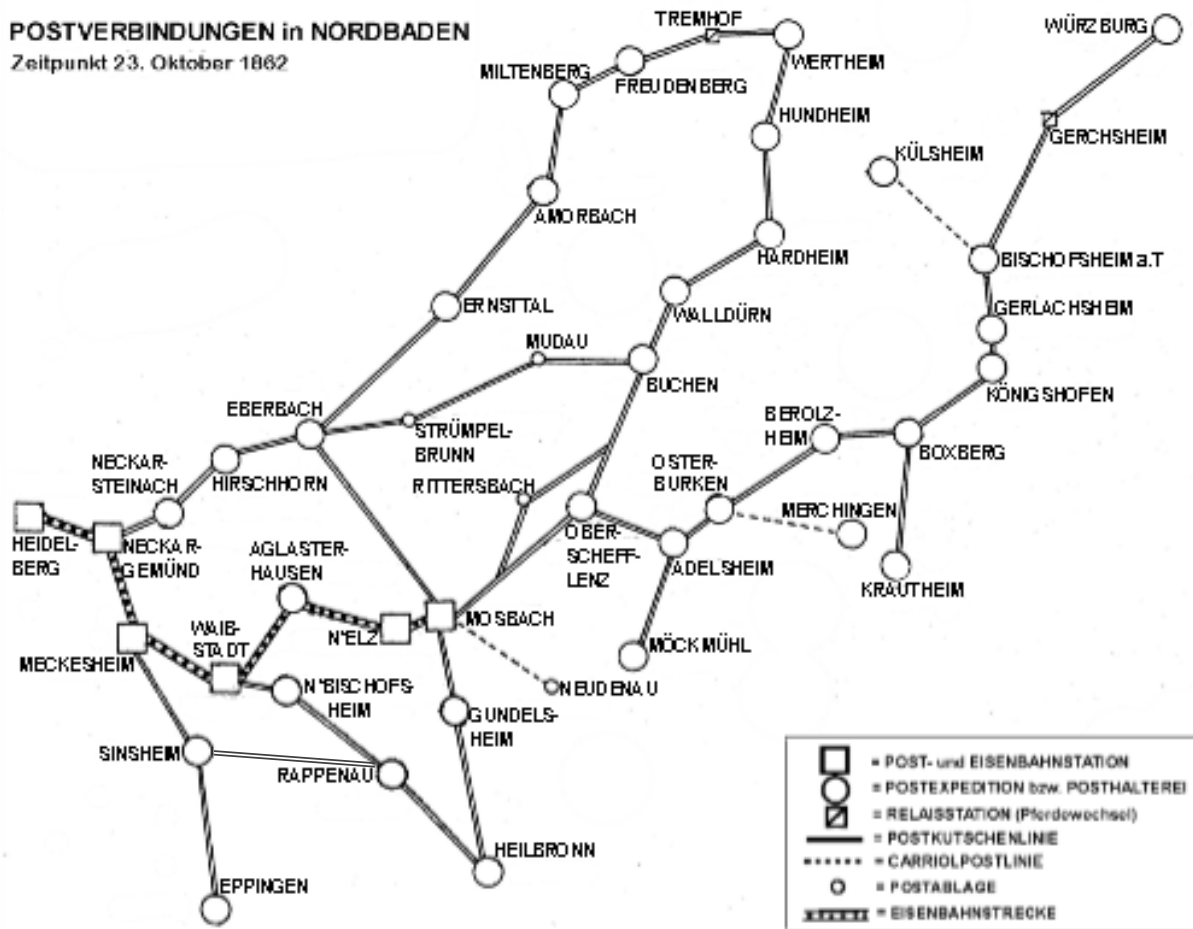 POSTVERBINDUNGEN in NORDBADEN
Zeitpunkt 23. Oktober 1862
TREMHOF
WÜRZBURG
MILTENBERG
FREUDENBERG
WERTHEIM
HUNDHEIM
GERCHSHEIM
KÜLSHEIM
AMORBACH
HARDHEIM
BISCHOFSHEIM a.T
ERNSTTAL
WALLDÜRN
GERLACHSHEIM
MUDAU
BUCHEN
KÖNIGSHOFEN
EBERBACH
STRÜMPEL-
BRUNN
BEROLZ-
HEIM
BOXBERG
NECKAR-
STEINACH
HIRSCHHORN
RITTERSBACH
OSTER-
BURKEN
MERCHINGEN
HEIDEL-
BERG
NECKAR-
GEMÜND
AGLASTER-
HAUSEN
OBER-
SCHEFF-
LENZ
ADELSHEIM
KRAUTHEIM
MECKESHEIM
WAIB-
STADT
N'ELZ
MOSBACH
MÖCKMÜHL
NEUDENAU
N'BISCHOFS-
HEIM
GUNDELS-
HEIM
SINSHEIM
RAPPENAU
HEILBRONN
EPPINGEN
= POST- und EISENBAHNSTATION
= POSTEXPEDITION bzw. POSTHALTEREI
= RELAISSTATION (Pferdewechsel)
= POSTKUTSCHENLINIE
= CARRIOLPOSTLINIE
= POSTABLAGE
= EISENBAHNSTRECKE